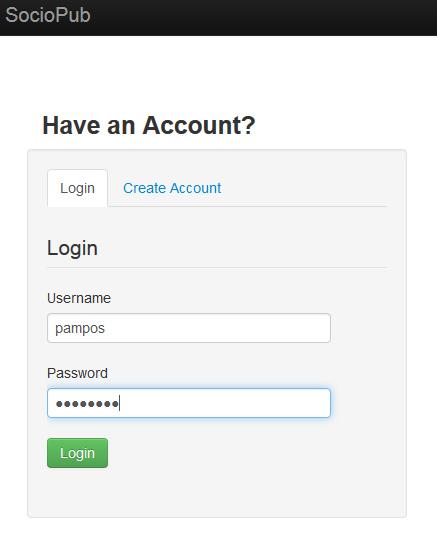 SocioPub
Have an Account?
Login Create Account
Login
Username
pampos
Password
●●●●●●●●
Login